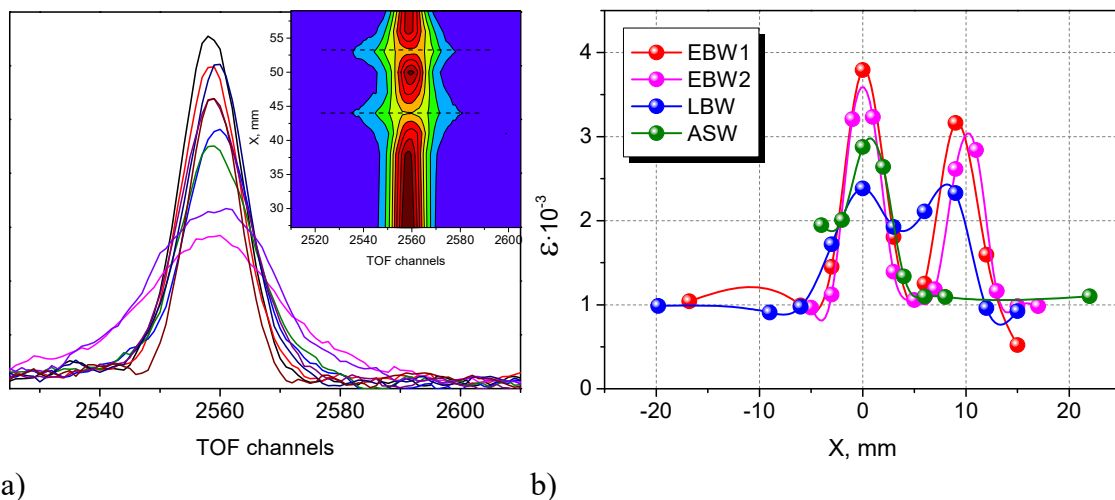 55
50
45
40
35
30
X, mm
2520 2540 2560 2580 2600
TOF channels
2540 2560 2580 2600
TOF channels
a)
EBW1
EBW2
LBW
ASW
4
3
2
1
0
ε·10⁻³
-20 -10 0 10 20
X, mm
b)